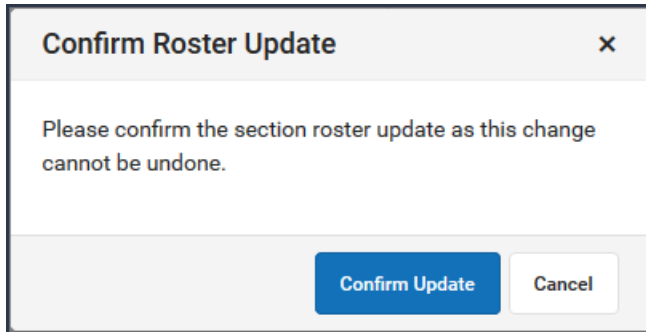 Confirm Roster Update
×
Please confirm the section roster update as this change
cannot be undone.
Confirm Update
Cancel